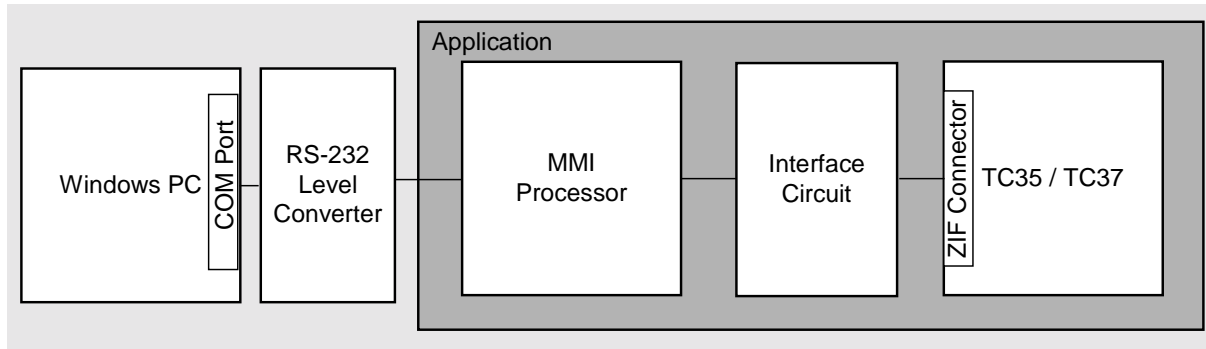 Application
Windows PC
COM Port
RS-232
Level
Converter
MMI
Processor
Interface
Circuit
ZIF Connector
TC35 / TC37